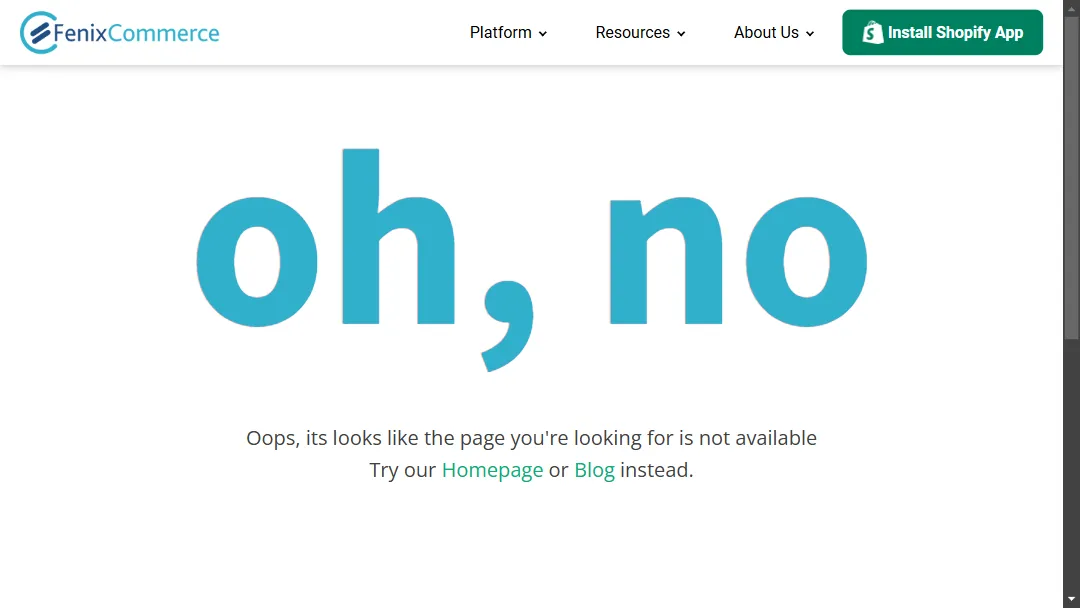 FenixCommerce
Platform
Resources
About Us
Install Shopify App
oh, no
Oops, its looks like the page you're looking for is not available
Try our Homepage or Blog instead.